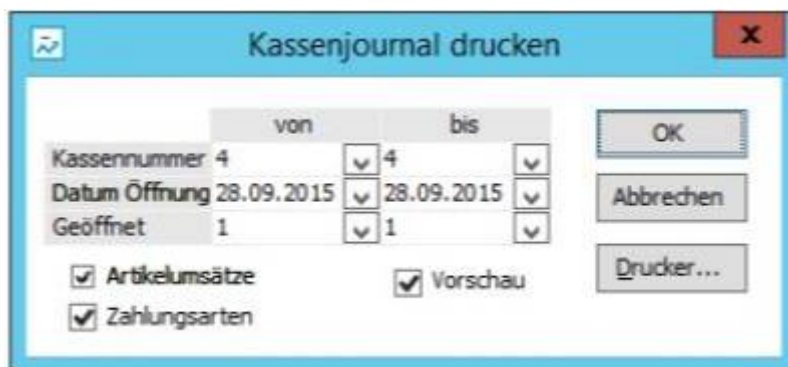 Kassenjournal drucken
x
von bis
Kassennummer 4 4
Datum Öffnung 28.09.2015 28.09.2015
Geöffnet 1 1
Artikelumsätze
Vorschau
Zahlungsarten
OK
Abbrechen
Drucker...